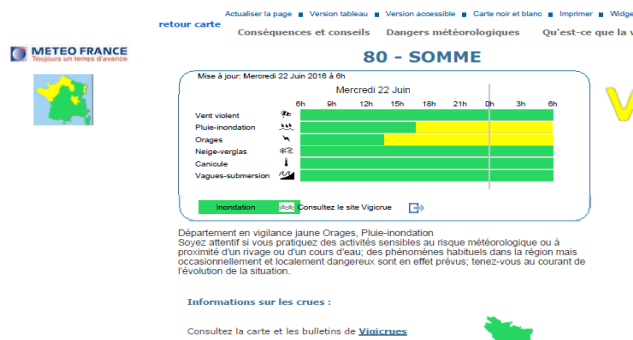 Actualiser la page Version tableau Version accessible Carte noir et blanc Imprimer Widge
retour carte
Conséquences et conseils Dangers météorologiques Qu'est-ce que la v
METEO FRANCE
Toujours un temps d'avance
80 - SOMME
Mise à jour: Mercredi 22 Juin 2016 à 6h
Mercredi 22 Juin
6h 9h 12h 15h 18h 21h 0h 3h 6h
Vent violent
Pluie-inondation
Orages
Neige-verglas
Canicule
Vagues-submersion
Inondation Consultez le site Vigicrue
Département en vigilance jaune Orages, Pluie-inondation
Soyez attentif si vous pratiquez des activités sensibles au risque météorologique ou à
proximité d'un rivage ou d'un cours d'eau; des phénomènes habituels dans la région mais
occasionnellement et localement dangereux sont en effet prévus; tenez-vous au courant de
l'évolution de la situation.
Informations sur les crues :
Consultez la carte et les bulletins de Vigicrues